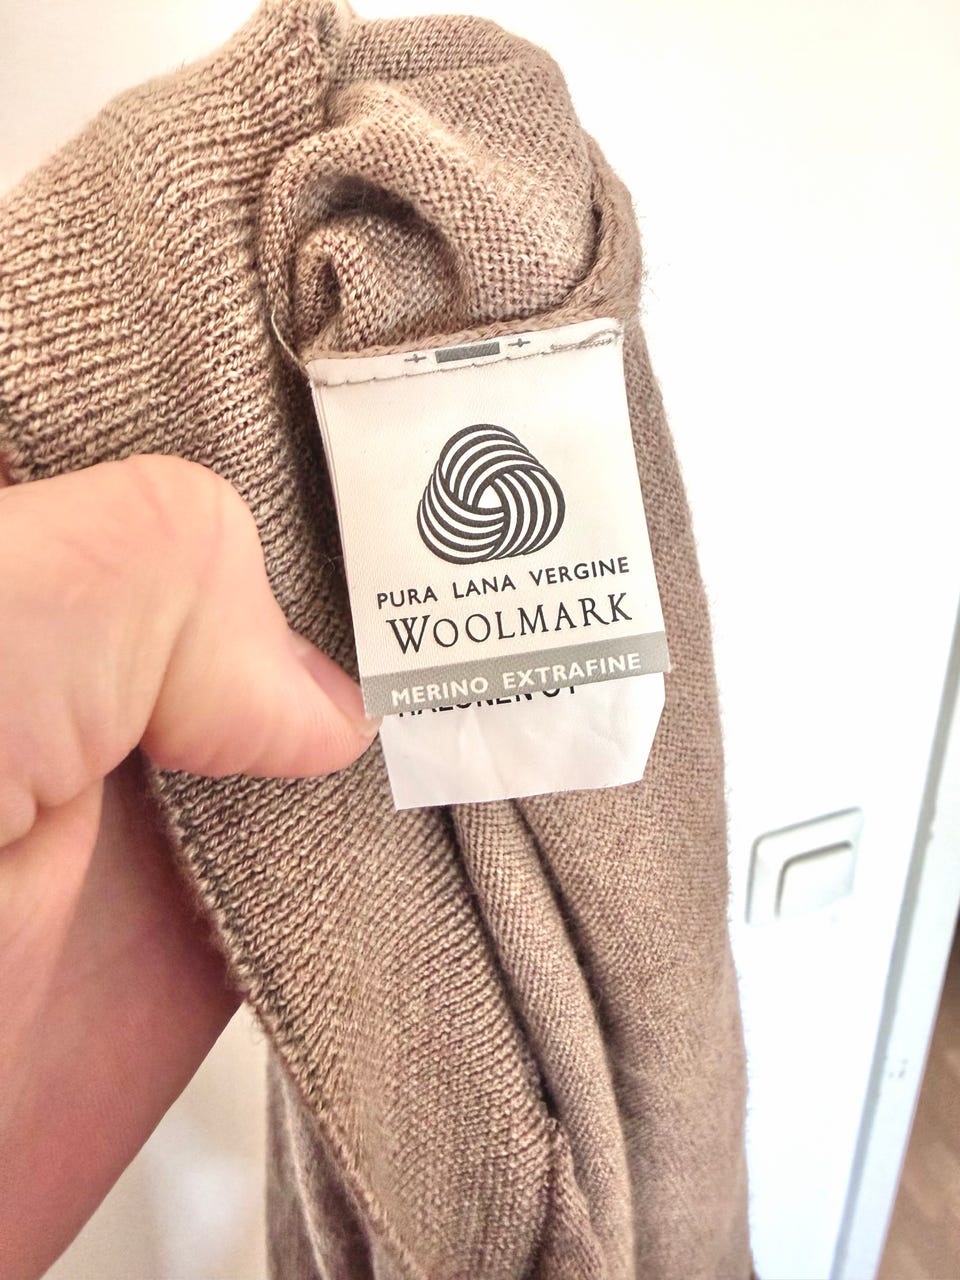 PURA LANA VERGINE
WOOLMARK
MERINO EXTRAFINE